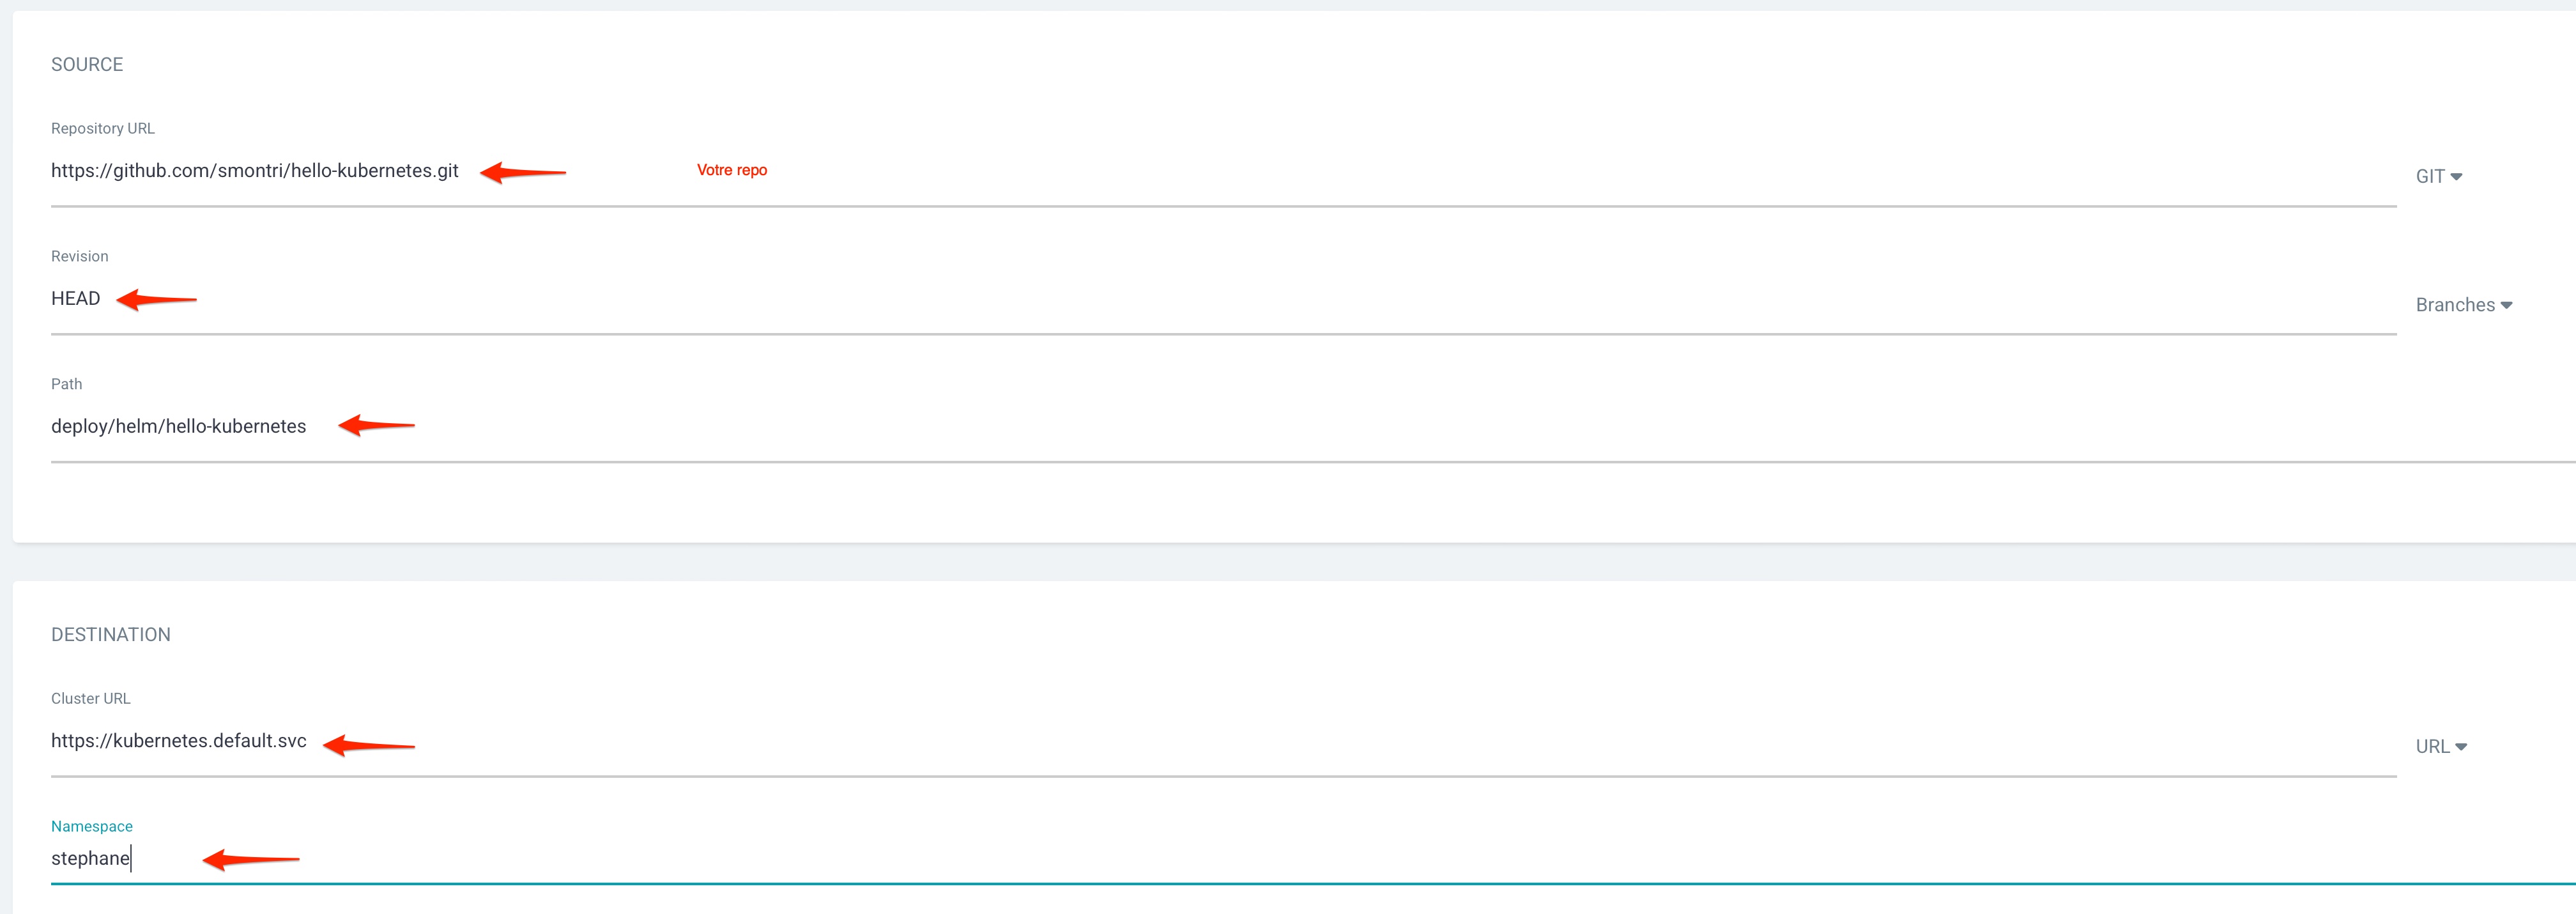 SOURCE
Repository URL
https://github.com/smontri/hello-kubernetes.git
Votre repo
GIT
Revision
HEAD
Branches
Path
deploy/helm/hello-kubernetes
DESTINATION
Cluster URL
https://kubernetes.default.svc
URL
Namespace
stephane